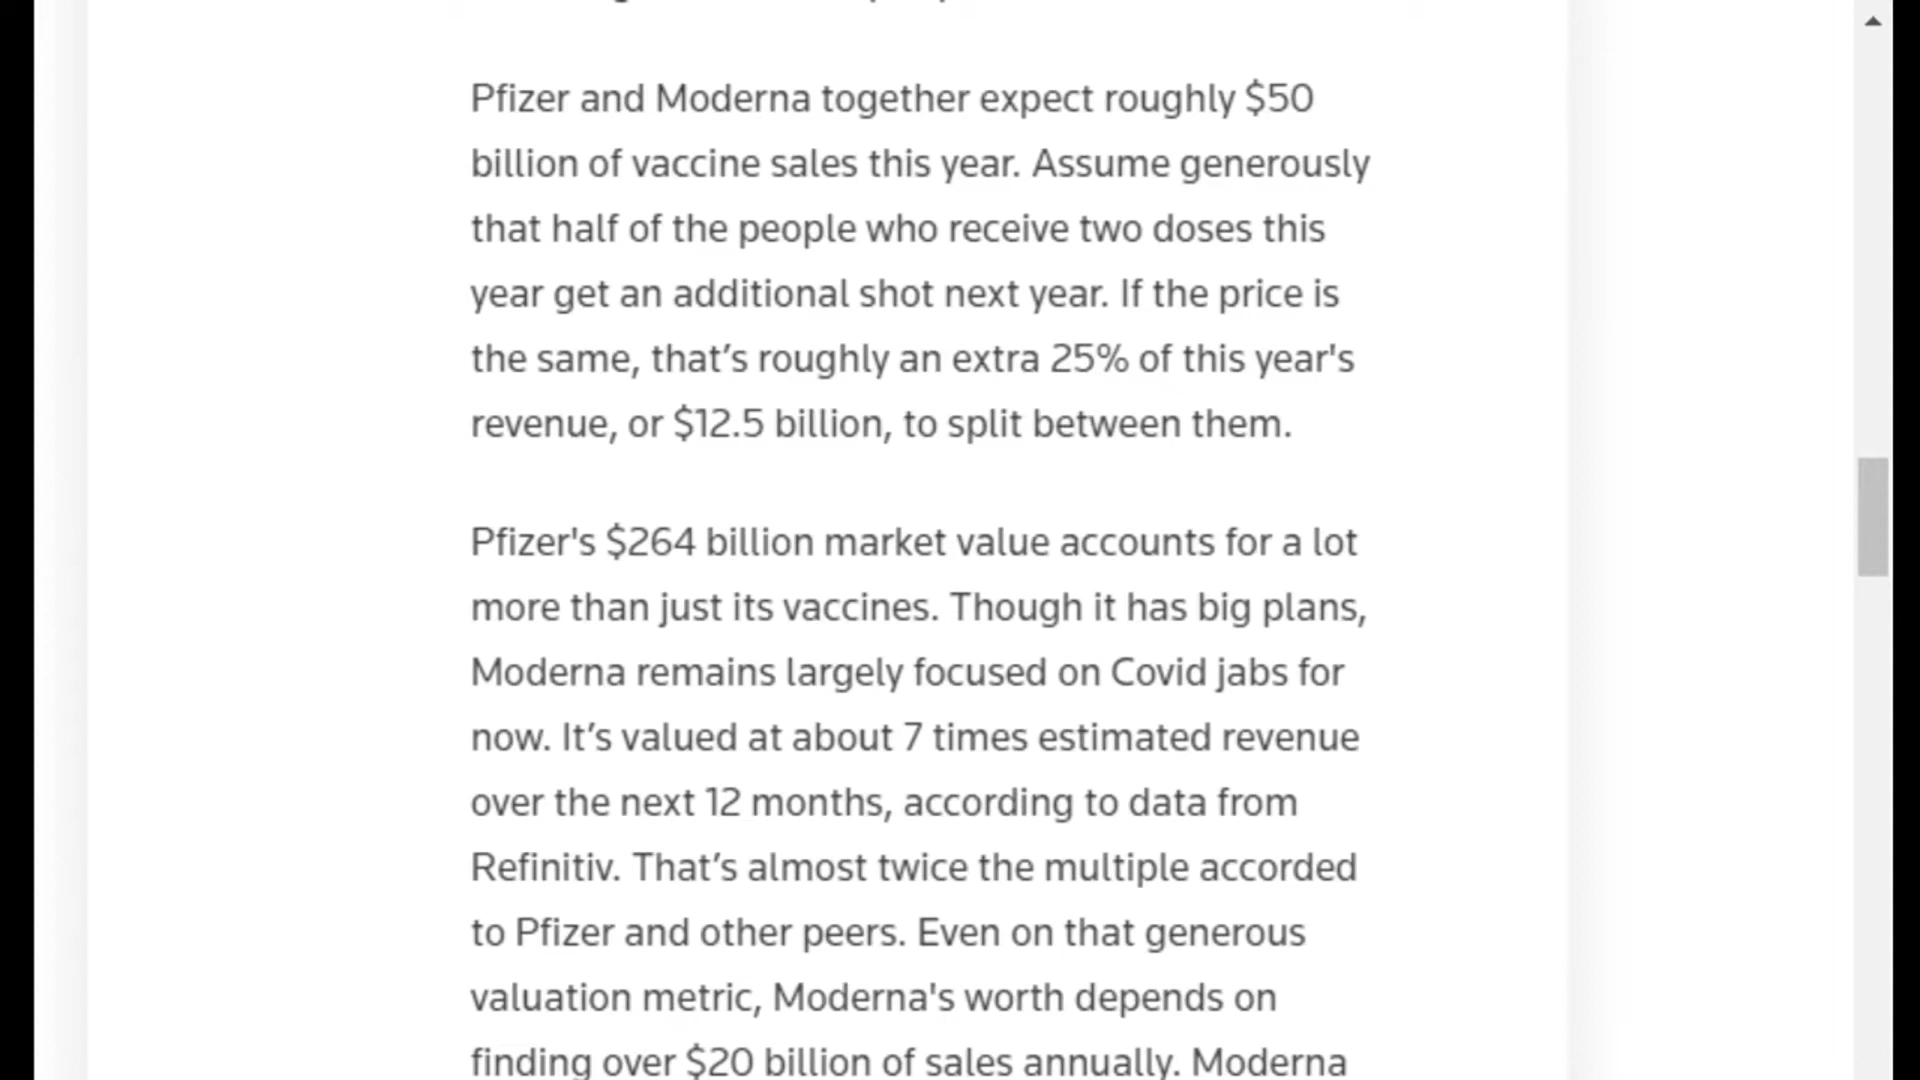 Pfizer and Moderna together expect roughly $50
billion of vaccine sales this year. Assume generously
that half of the people who receive two doses this
year get an additional shot next year. If the price is
the same, that’s roughly an extra 25% of this year's
revenue, or $12.5 billion, to split between them.
Pfizer's $264 billion market value accounts for a lot
more than just its vaccines. Though it has big plans,
Moderna remains largely focused on Covid jabs for
now. It’s valued at about 7 times estimated revenue
over the next 12 months, according to data from
Refinitiv. That’s almost twice the multiple accorded
to Pfizer and other peers. Even on that generous
valuation metric, Moderna's worth depends on
finding over $20 billion of sales annually. Moderna